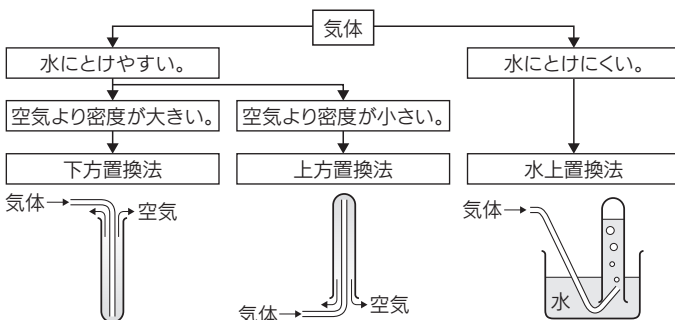 気体
水にとけやすい。
水にとけにくい。
空気より密度が大きい。
空気より密度が小さい。
下方置換法
上方置換法
水上置換法
気体
空気
気体
空気
気体
水